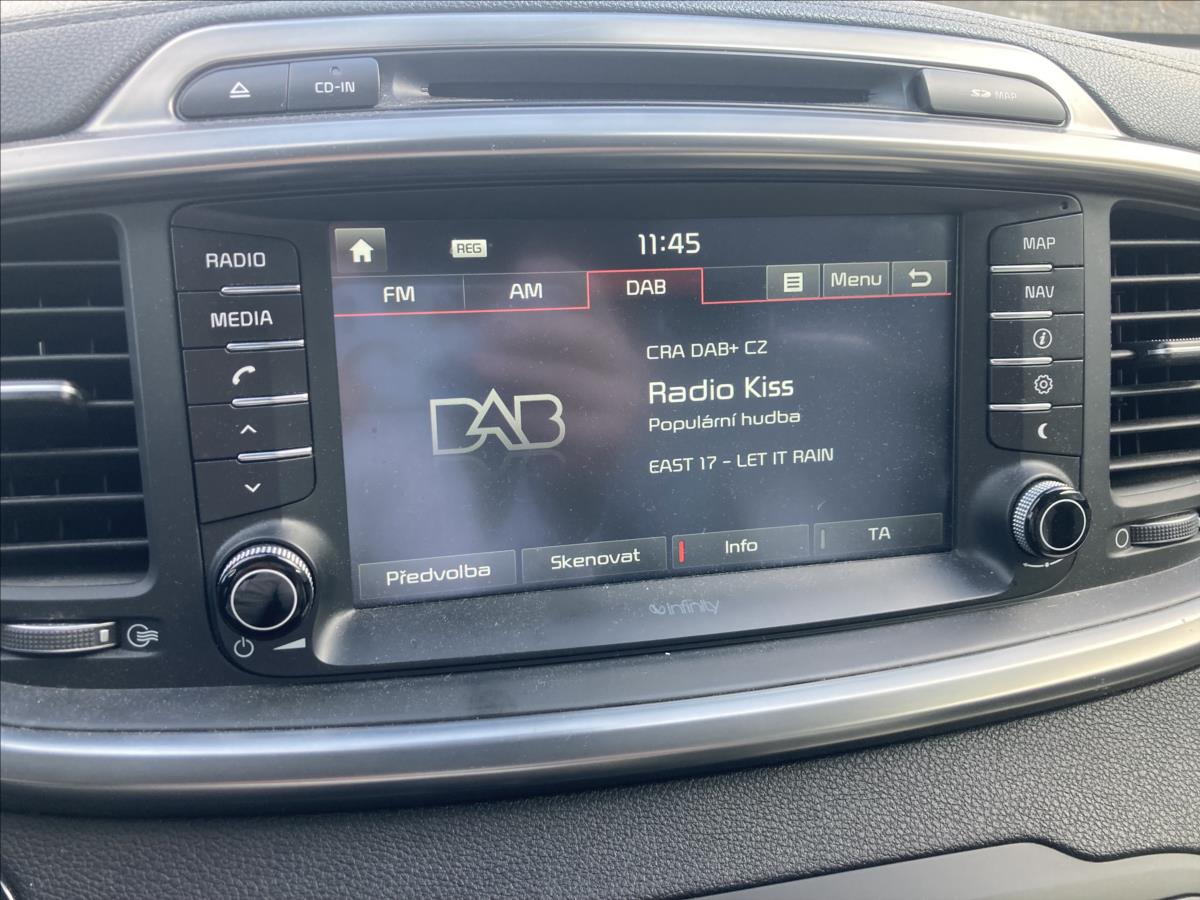 CD-IN
SD MAP
RADIO
MEDIA
REG
11:45
FM
AM
DAB
Menu
DAB
CRA DAB+ CZ
Radio Kiss
Populární hudba
EAST 17 - LET IT RAIN
Předvolba
Skenovat
Info
TA
infinity
MAP
NAV